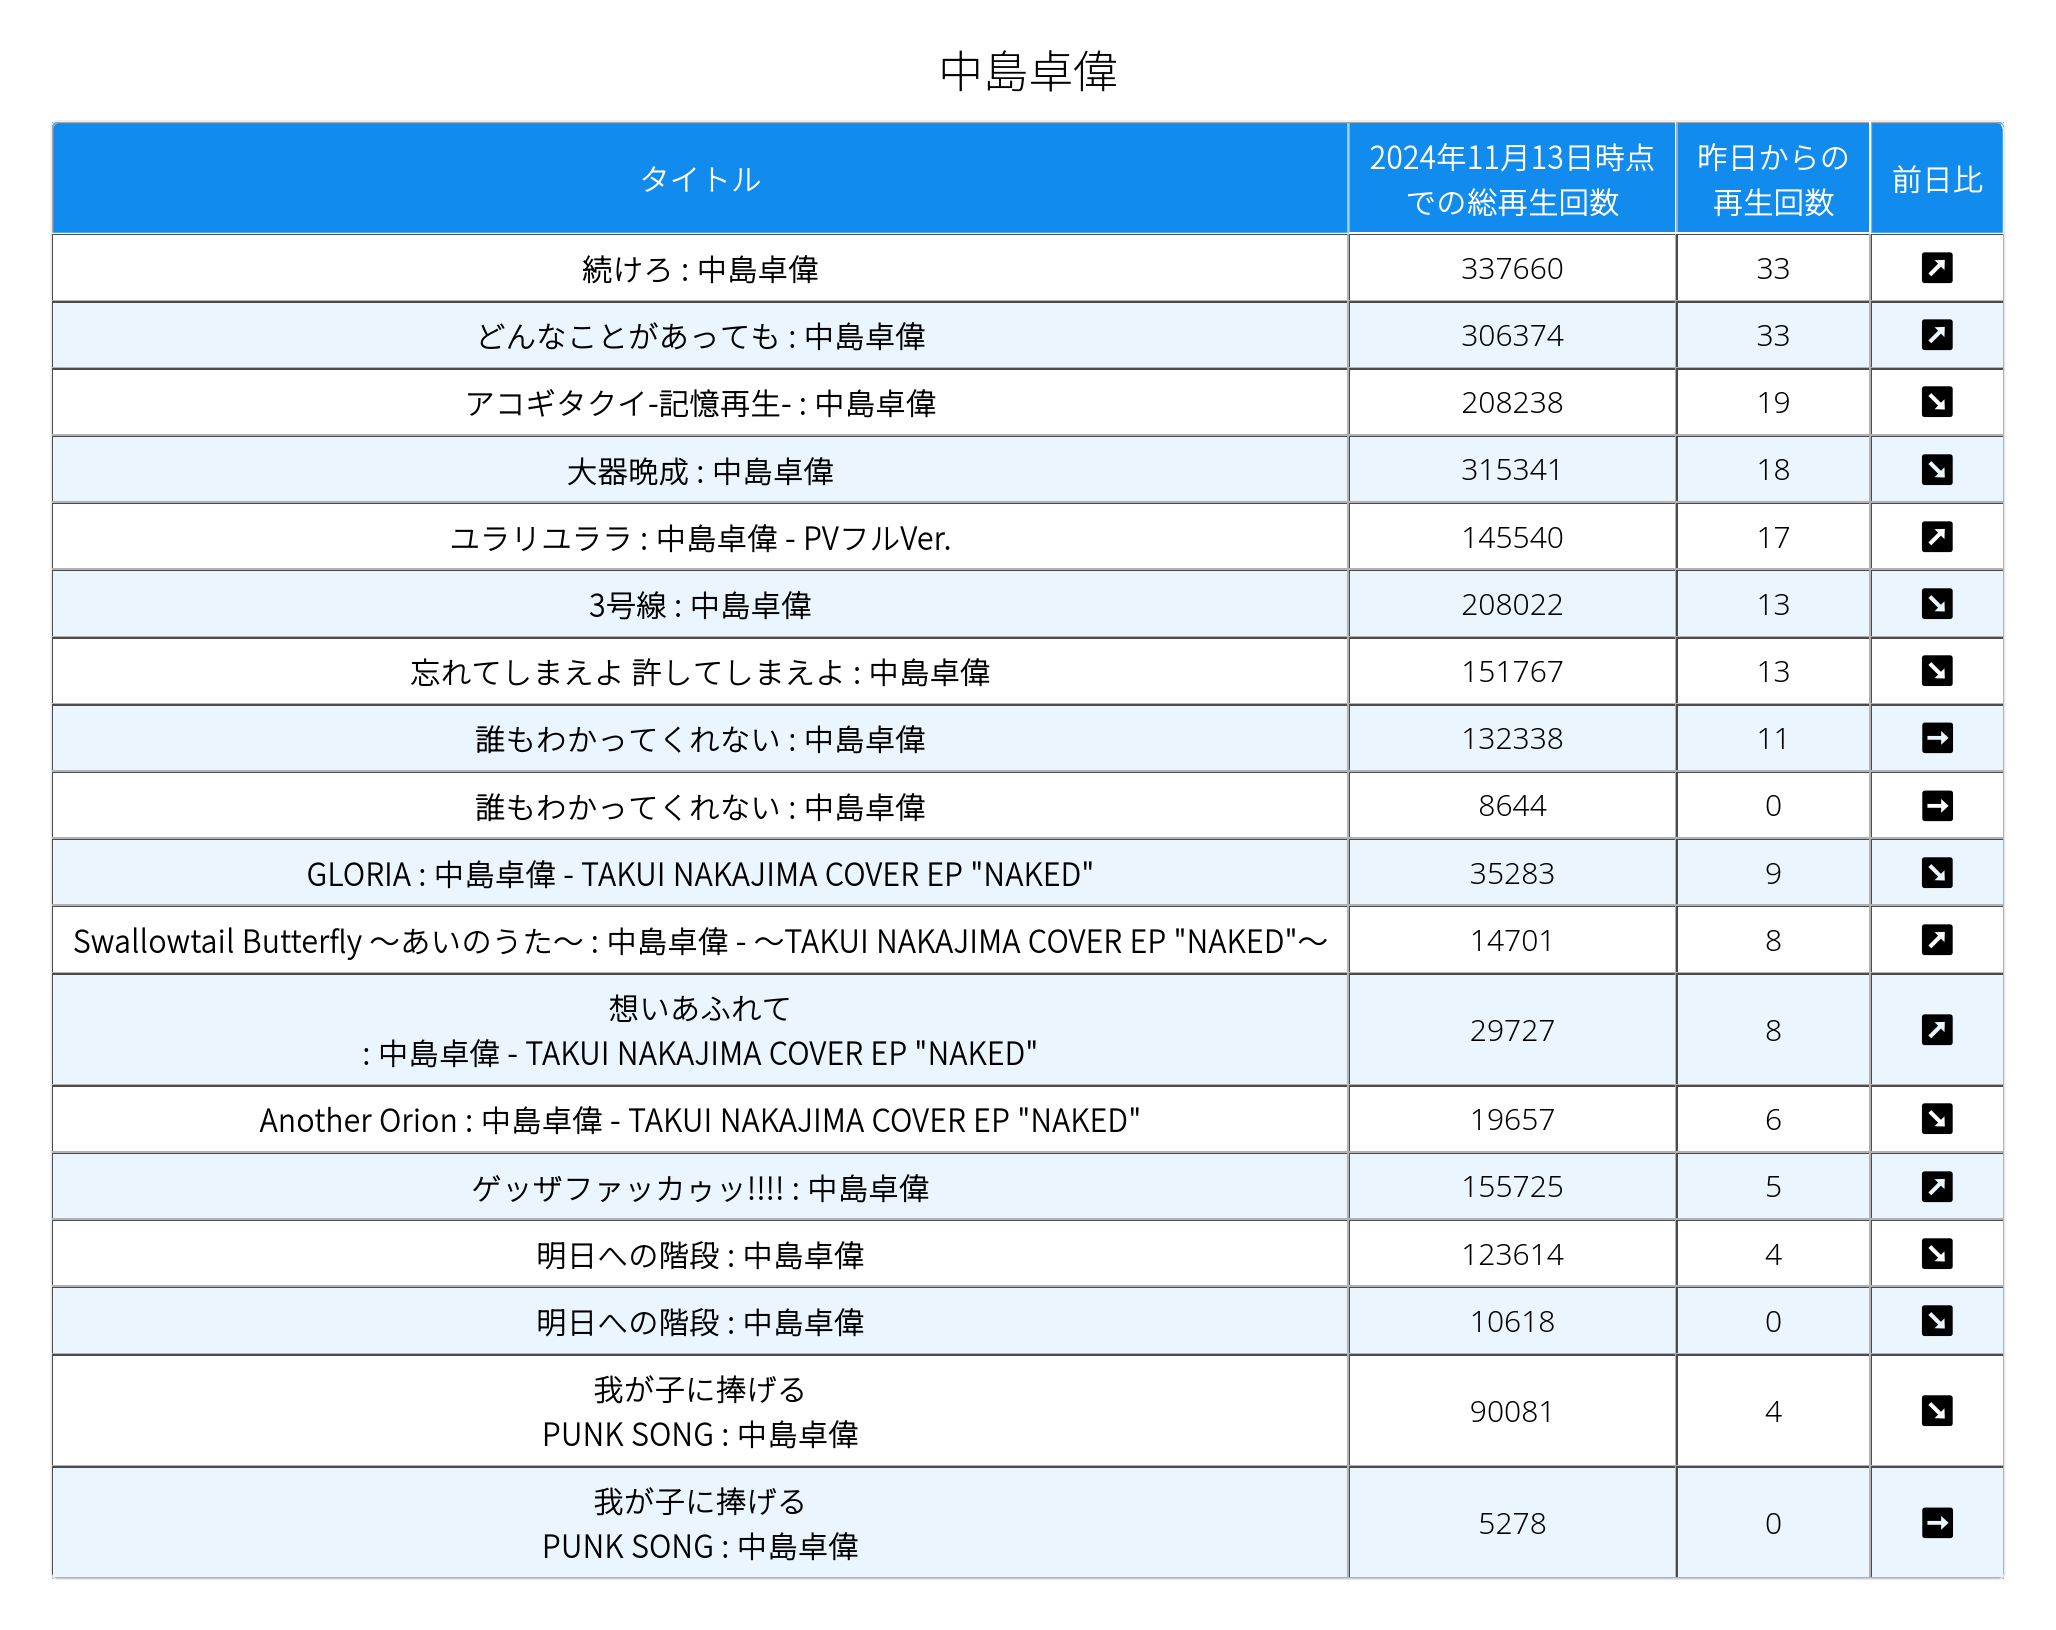 中島卓偉
タイトル 2024年11月13日時点 昨日からの 前日比
での総再生回数 再生回数
続けろ : 中島卓偉 337660 33
どんなことがあっても : 中島卓偉 306374 33
アコギタクイ-記憶再生- : 中島卓偉 208238 19
大器晩成 : 中島卓偉 315341 18
ユラリユララ : 中島卓偉 - PVフルVer. 145540 17
3号線 : 中島卓偉 208022 13
忘れてしまえよ 許してしまえよ : 中島卓偉 151767 13
誰もわかってくれない : 中島卓偉 132338 11
誰もわかってくれない : 中島卓偉 8644 0
GLORIA : 中島卓偉 - TAKUI NAKAJIMA COVER EP "NAKED" 35283 9
Swallowtail Butterfly ～あいのうた～ : 中島卓偉 - ～TAKUI NAKAJIMA COVER EP "NAKED"～ 14701 8
想いあふれて
: 中島卓偉 - TAKUI NAKAJIMA COVER EP "NAKED" 29727 8
Another Orion : 中島卓偉 - TAKUI NAKAJIMA COVER EP "NAKED" 19657 6
ゲッザファッカゥッ!!!! : 中島卓偉 155725 5
明日への階段 : 中島卓偉 123614 4
明日への階段 : 中島卓偉 10618 0
我が子に捧げる
PUNK SONG : 中島卓偉 90081 4
我が子に捧げる
PUNK SONG : 中島卓偉 5278 0